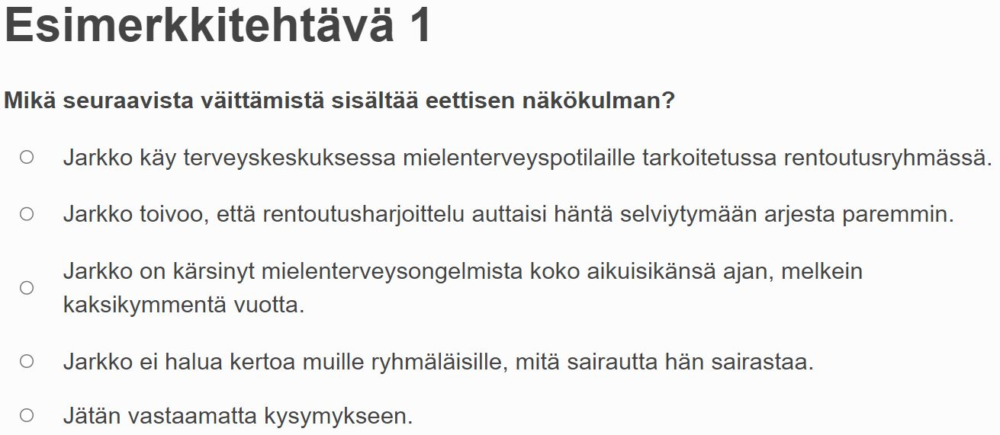 Esimerkkitehtävä 1
Mikä seuraavista väittämistä sisältää eettisen näkökulman?
Jarkko käy terveyskeskuksessa mielenterveyspotilaille tarkoitetussa rentoutusryhmässä.
Jarkko toivoo, että rentoutusharjoittelu auttaisi häntä selviytymään arjesta paremmin.
Jarkko on kärsinyt mielenterveysongelmista koko aikuisikänsä ajan, melkein
kaksikymmentä vuotta.
Jarkko ei halua kertoa muille ryhmäläisille, mitä sairautta hän sairastaa.
Jätän vastaamatta kysymykseen.